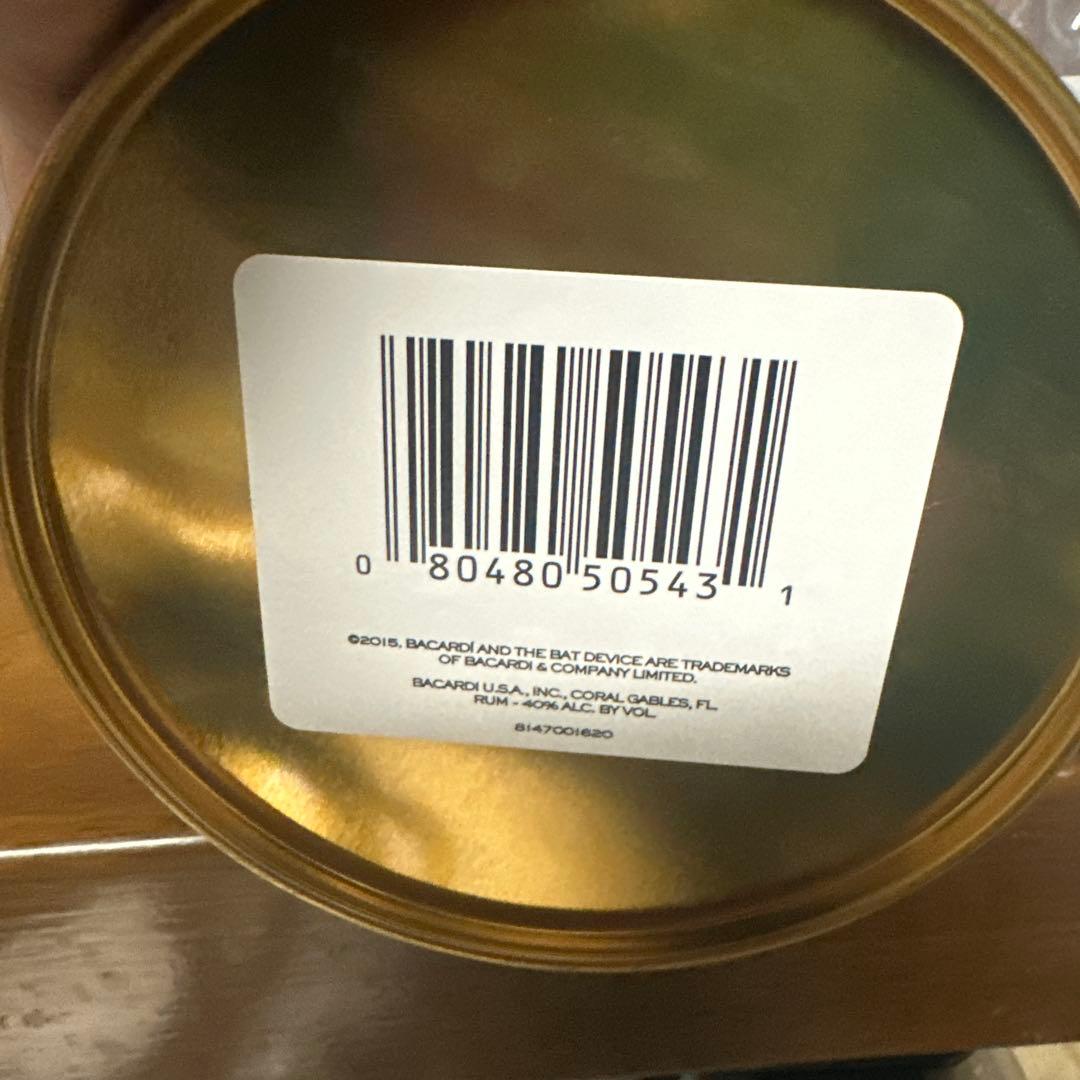 0 80480 50543 1
©2015, BACARDÍ AND THE BAT DEVICE ARE TRADEMARKS
OF BACARDI & COMPANY LIMITED.
BACARDI U.S.A., INC., CORAL GABLES, FL.
RUM - 40% ALC. BY VOL.
8147001620